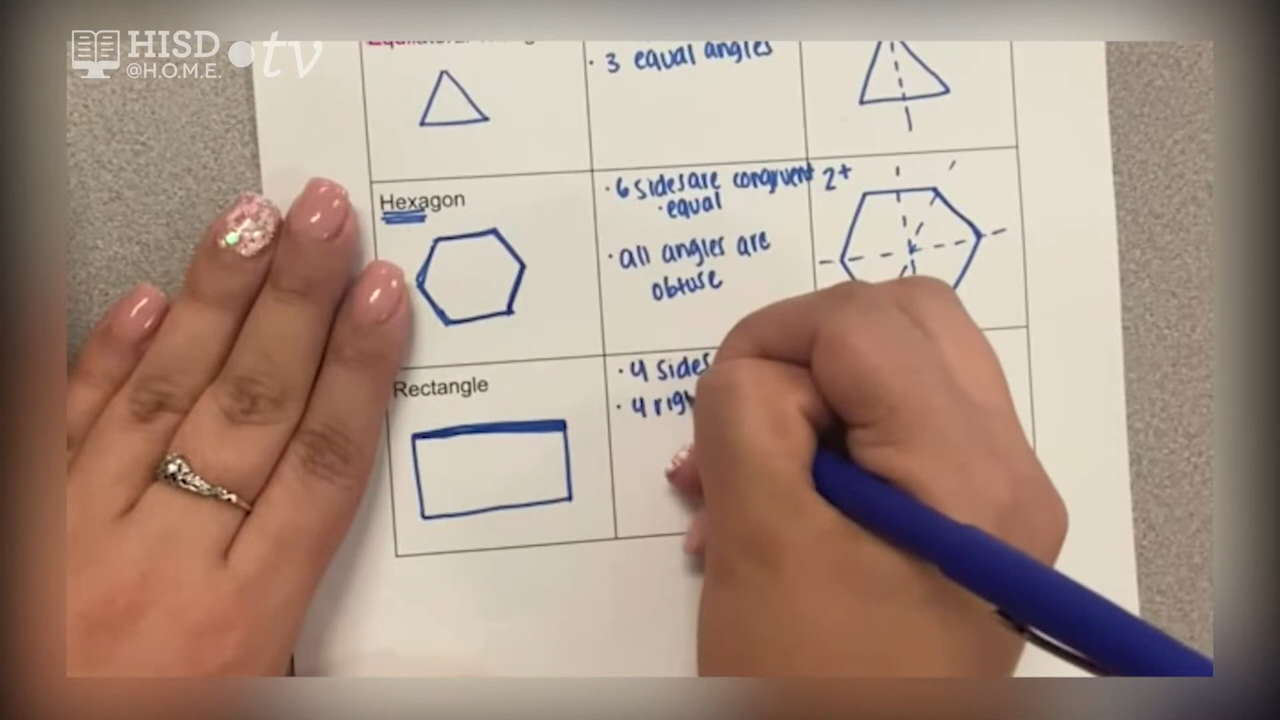 HISD
@H.O.M.E.
tv
· 3 equal angles
Hexagon
· 6 sides are congruent
· equal
· all angles are
obtuse
2+
Rectangle
· 4 sides
· 4